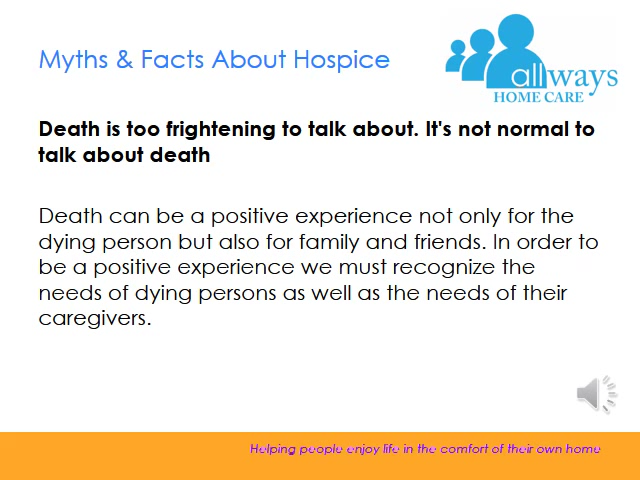 Myths & Facts About Hospice
allways
HOME CARE
Death is too frightening to talk about. It's not normal to
talk about death
Death can be a positive experience not only for the
dying person but also for family and friends. In order to
be a positive experience we must recognize the
needs of dying persons as well as the needs of their
caregivers.
Helping people enjoy life in the comfort of their own home